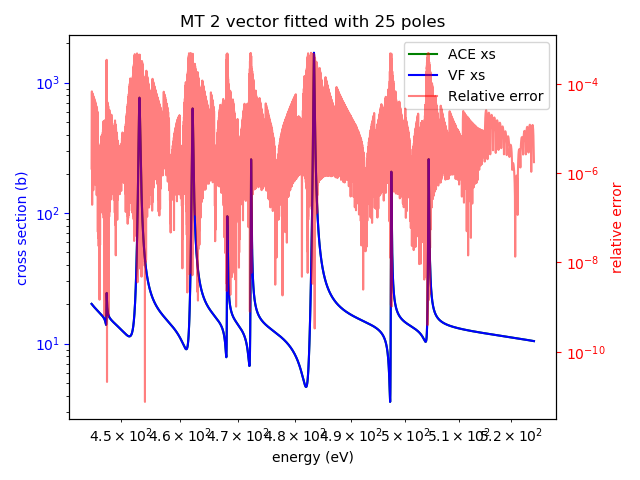 MT 2 vector fitted with 25 poles
ACE xs
VF xs
Relative error
10³
10²
10¹
cross section (b)
10⁻⁴
10⁻⁶
10⁻⁸
10⁻¹⁰
relative error
4.5 × 10² 4.6 × 10² 4.7 × 10² 4.8 × 10² 4.9 × 10² 5 × 10² 5.1 × 10² 5.2 × 10²
energy (eV)